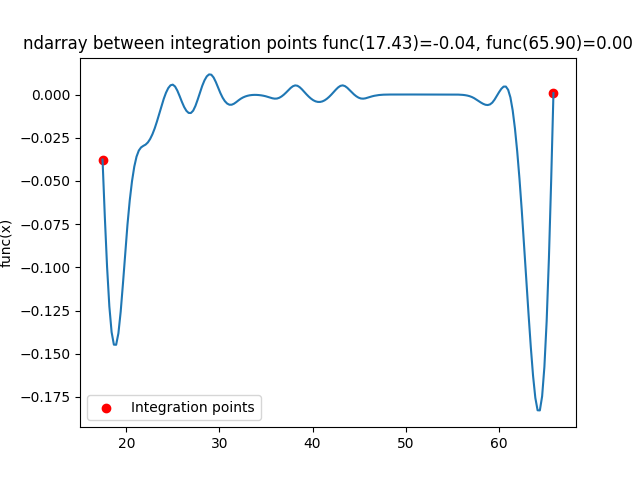 ndarray between integration points func(17.43)=-0.04, func(65.90)=0.00
0.000
−0.025
−0.050
−0.075
−0.100
−0.125
−0.150
−0.175
func(x)
Integration points
20 30 40 50 60